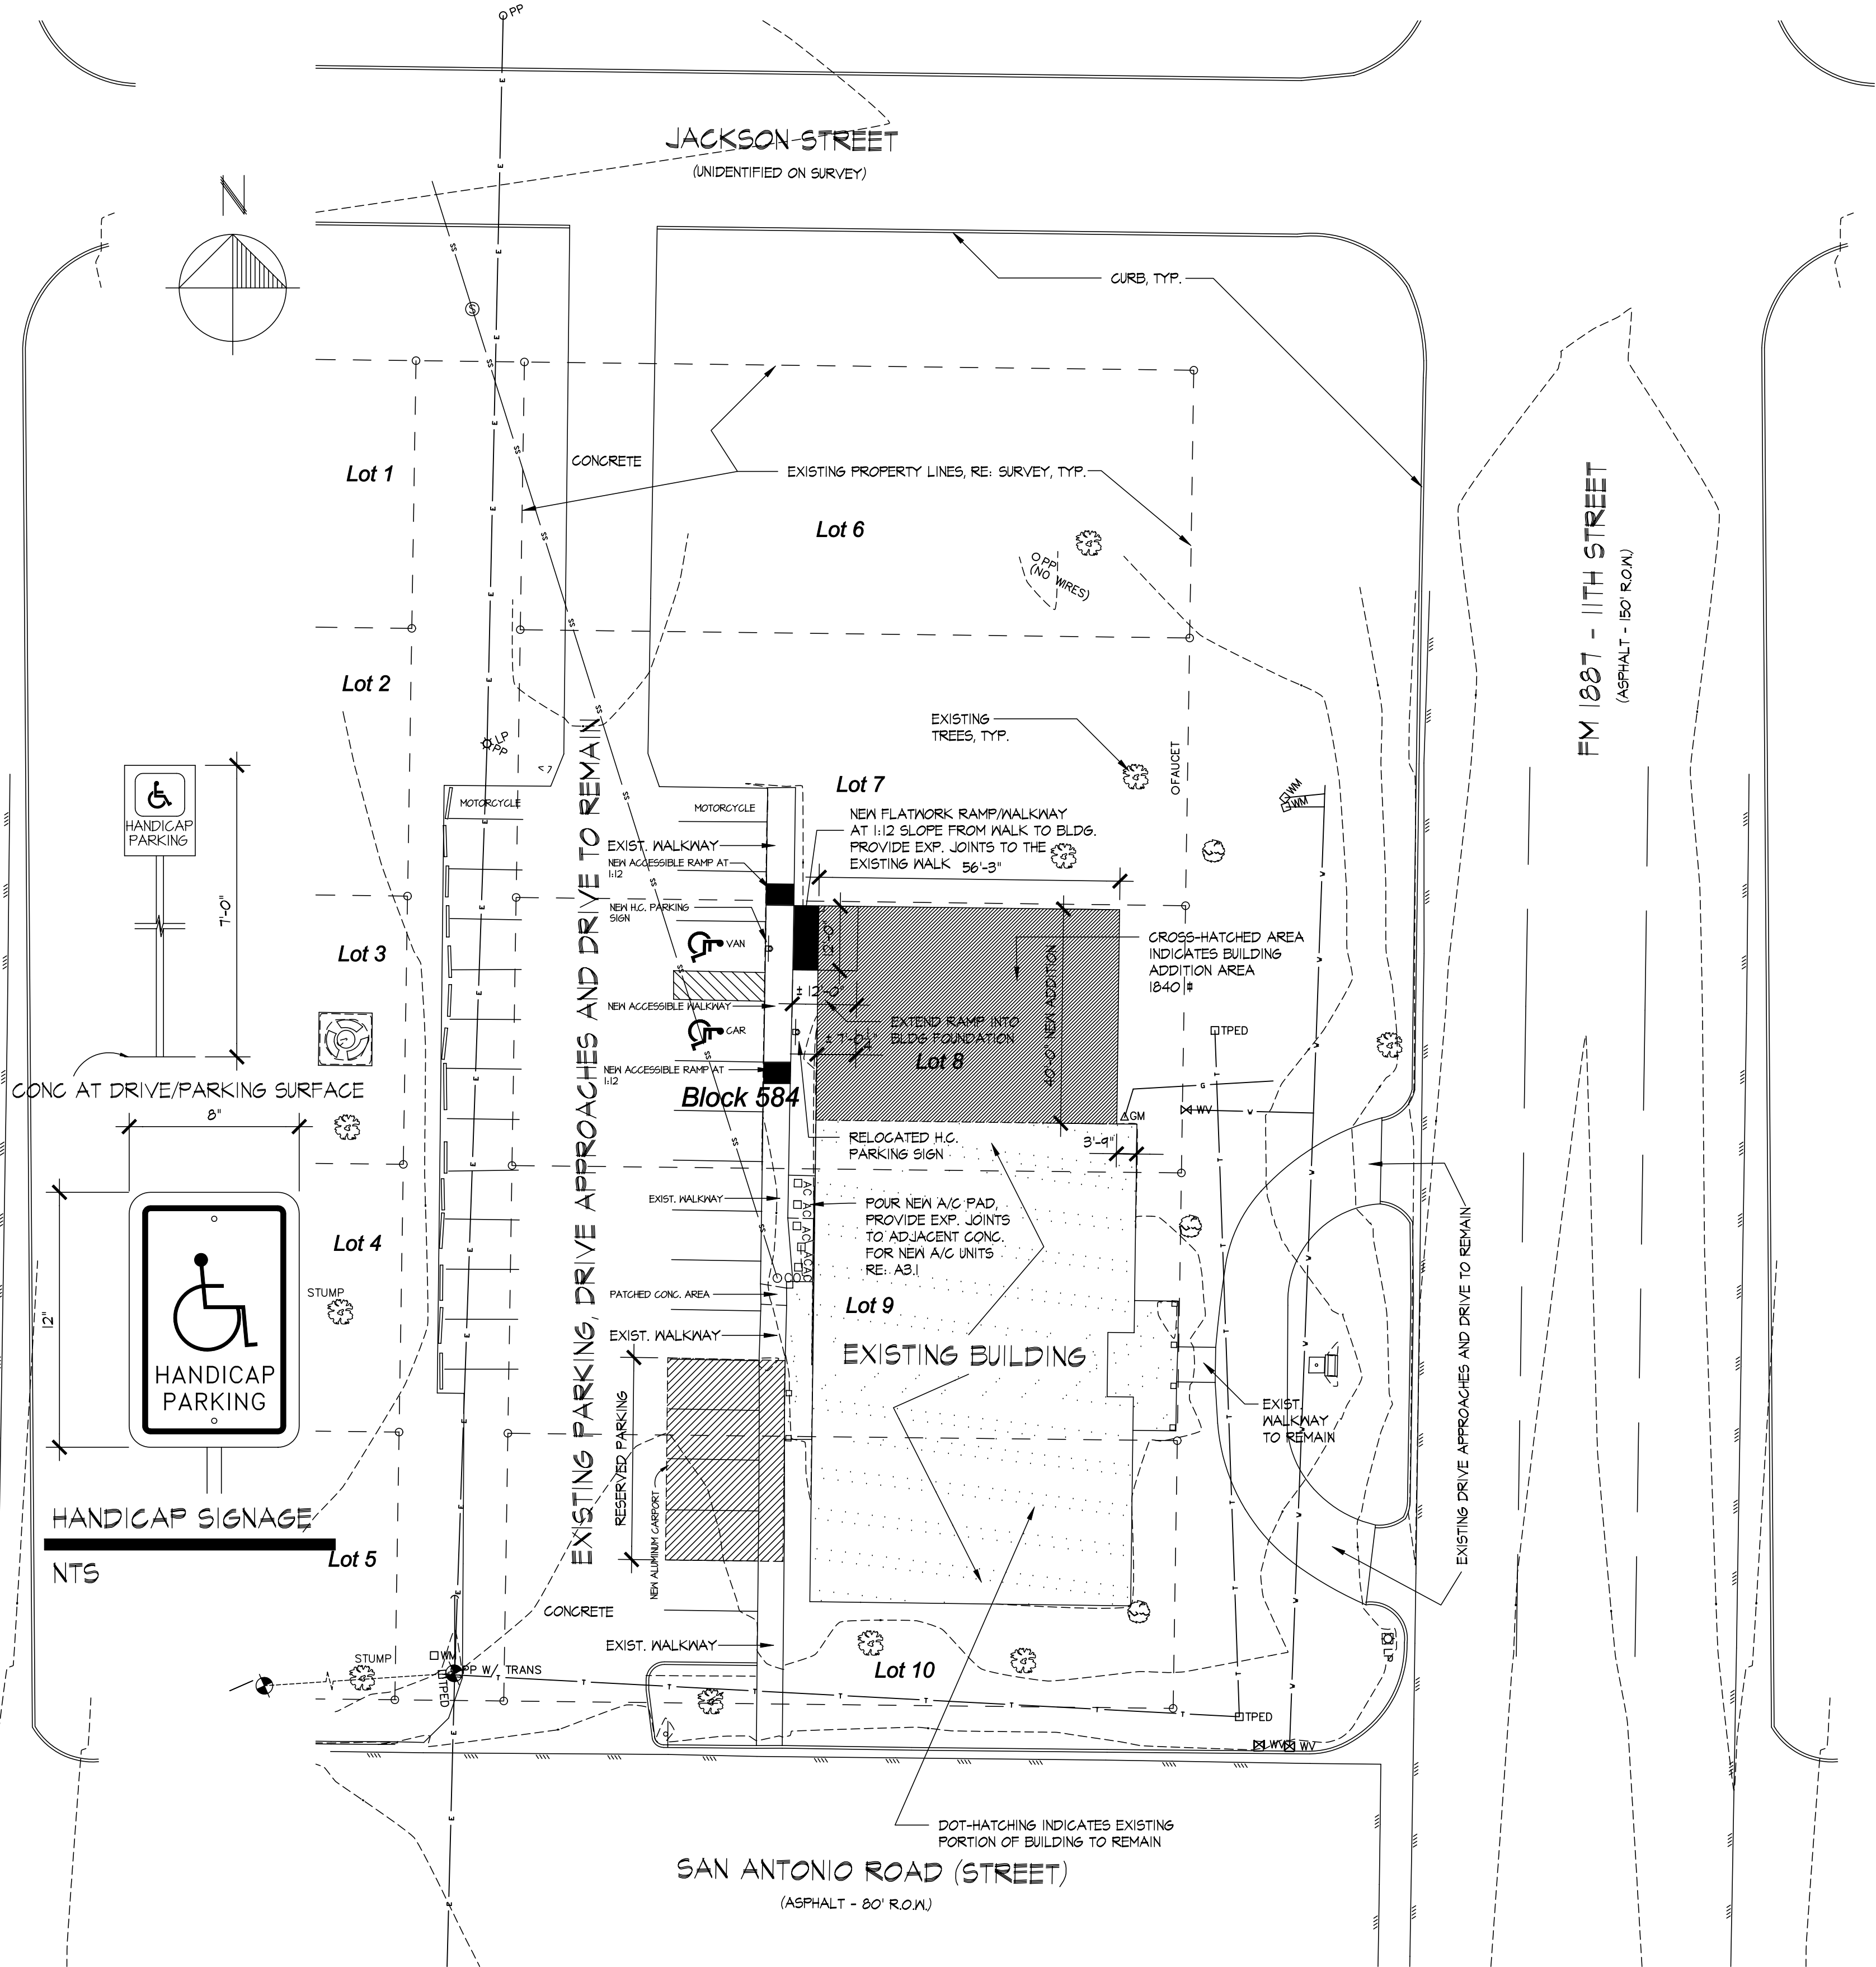 PP
JACKSON STREET
(UNIDENTIFIED ON SURVEY)
N
CURB, TYP.
S
Lot 1
CONCRETE
EXISTING PROPERTY LINES, RE: SURVEY, TYP.
Lot 6
PP
(NO WIRES)
FM 1887 - 11TH STREET
(ASPHALT - 150' R.O.W.)
Lot 2
EXISTING
TREES, TYP.
LP
PP
FAUCET
WM
WM
HANDICAP
PARKING
7'-0"
CONC AT DRIVE/PARKING SURFACE
MOTORCYCLE
MOTORCYCLE
Lot 7
NEW FLATWORK RAMP/WALKWAY
AT 1:12 SLOPE FROM WALK TO BLDG.
PROVIDE EXP. JOINTS TO THE
EXISTING WALK
56'-3"
EXIST. WALKWAY
NEW ACCESSIBLE RAMP AT
1:12
NEW H.C. PARKING
SIGN
VAN
12'-0"
Lot 3
CROSS-HATCHED AREA
INDICATES BUILDING
ADDITION AREA
1840
± 12'-0"
NEW ACCESSIBLE WALKWAY
CAR
EXTEND RAMP INTO
BLDG FOUNDATION
± 7'-0"
40'-0" NEW ADDITION
Lot 8
NEW ACCESSIBLE RAMP AT
1:12
Block 584
TPED
GM
WV
RELOCATED H.C.
PARKING SIGN
3'-9"
EXISTING PARKING, DRIVE APPROACHES AND DRIVE TO REMAIN
8"
12"
HANDICAP
PARKING
HANDICAP SIGNAGE
NTS
Lot 4
STUMP
EXIST. WALKWAY
AC AC AC AC AC
POUR NEW A/C PAD,
PROVIDE EXP. JOINTS
TO ADJACENT CONC.
FOR NEW A/C UNITS
RE: A3.1
PATCHED CONC. AREA
Lot 9
EXIST. WALKWAY
EXISTING BUILDING
EXIST.
WALKWAY
TO REMAIN
EXISTING DRIVE APPROACHES AND DRIVE TO REMAIN
RESERVED PARKING
NEW ALUMINUM CARPORT
Lot 5
CONCRETE
EXIST. WALKWAY
STUMP
WM
PP W/ TRANS
TPED
Lot 10
LP
TPED
WV
WV
DOT-HATCHING INDICATES EXISTING
PORTION OF BUILDING TO REMAIN
SAN ANTONIO ROAD (STREET)
(ASPHALT - 80' R.O.W.)